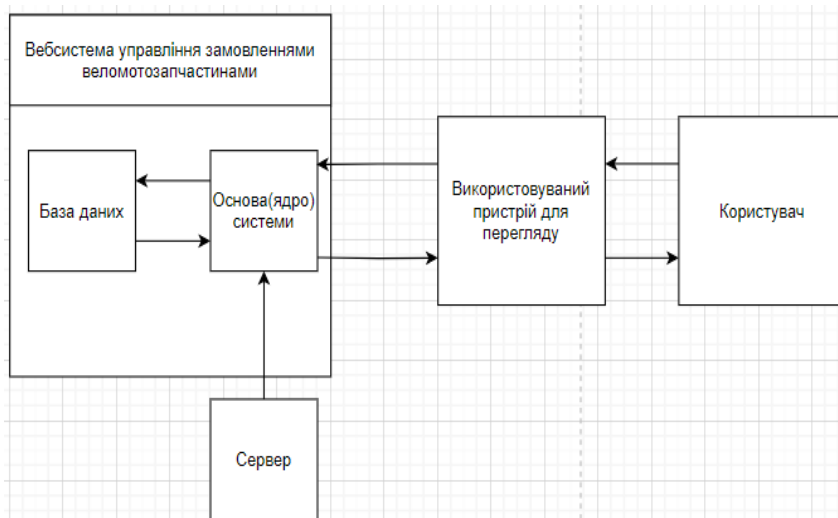 Вебсистема управління замовленнями
веломотозапчастинами
База даних
Основа(ядро)
системи
Використовуваний
пристрій для
перегляду
Користувач
Сервер